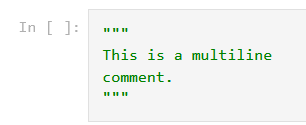 In [ ]: """
This is a multiline
comment.
"""